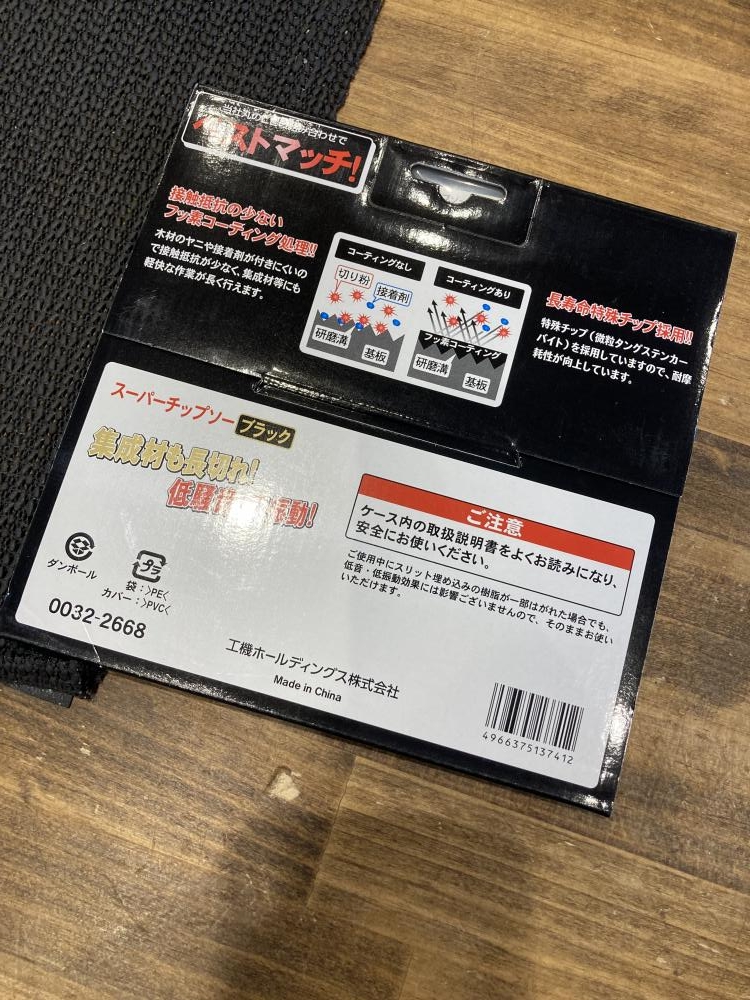 当社丸のこ
わせで
ベストマッチ!
接触抵抗の少ない
フッ素コーティング処理!!
木材のヤニや接着剤が付きにくいの
で接触抵抗が少なく、集成材等にも
軽快な作業が長く行えます。
コーティングなし
切り粉
接着剤
研磨溝
基板
コーティングあり
フッ素コーティング
研磨溝
基板
長寿命特殊チップ採用!!
特殊チップ(微粒タングステンカー
バイト)を採用していますので、耐摩
耗性が向上しています。
スーパーチップソー ブラック
集成材も長切れ!
低騒 振動!
ご注意
ケース内の取扱説明書をよくお読みになり、
安全にお使いください。
ご使用中にスリット埋め込みの樹脂が一部はがれた場合でも、
低音・低振動効果には影響ございませんので、そのままお使い
いただけます。
ダンボール
プラ
袋:>PE<
カバー:>PVC<
0032-2668
工機ホールディングス株式会社
Made in China
4966375137412